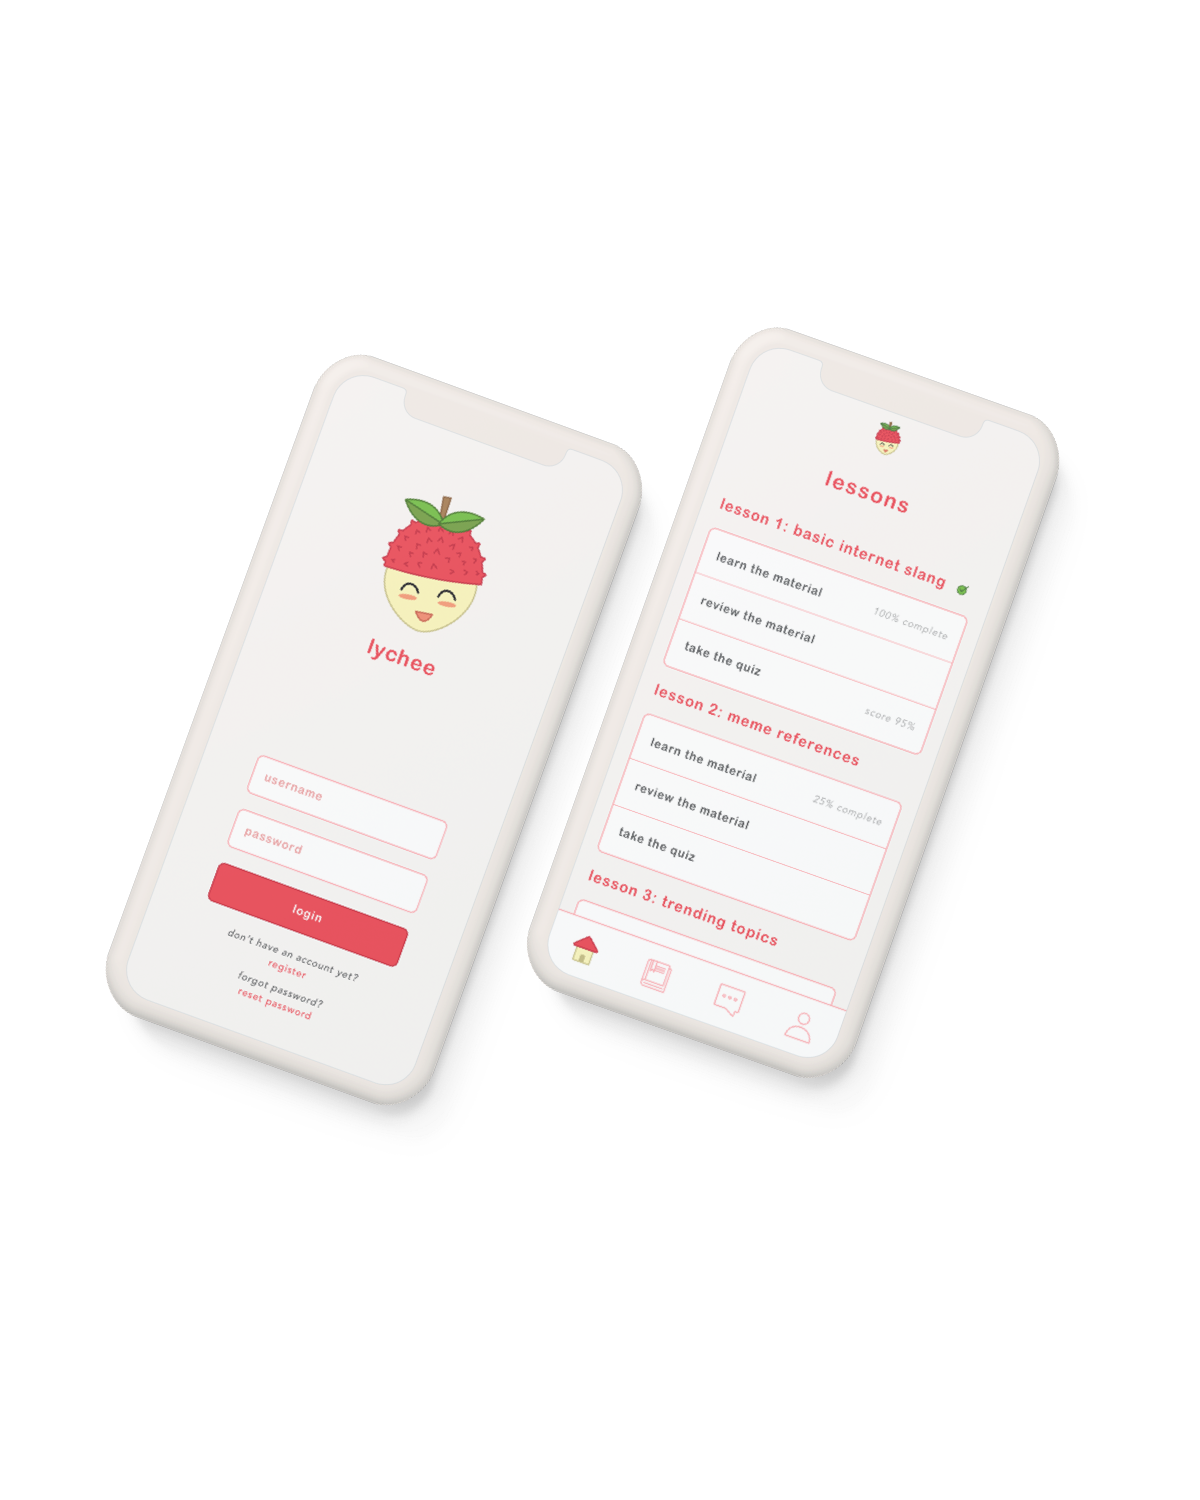 lychee
username
password
login
don't have an account yet?
register
forgot password?
reset password
lessons
lesson 1: basic internet slang
learn the material
100% complete
review the material
take the quiz
score 95%
lesson 2: meme references
learn the material
25% complete
review the material
take the quiz
lesson 3: trending topics